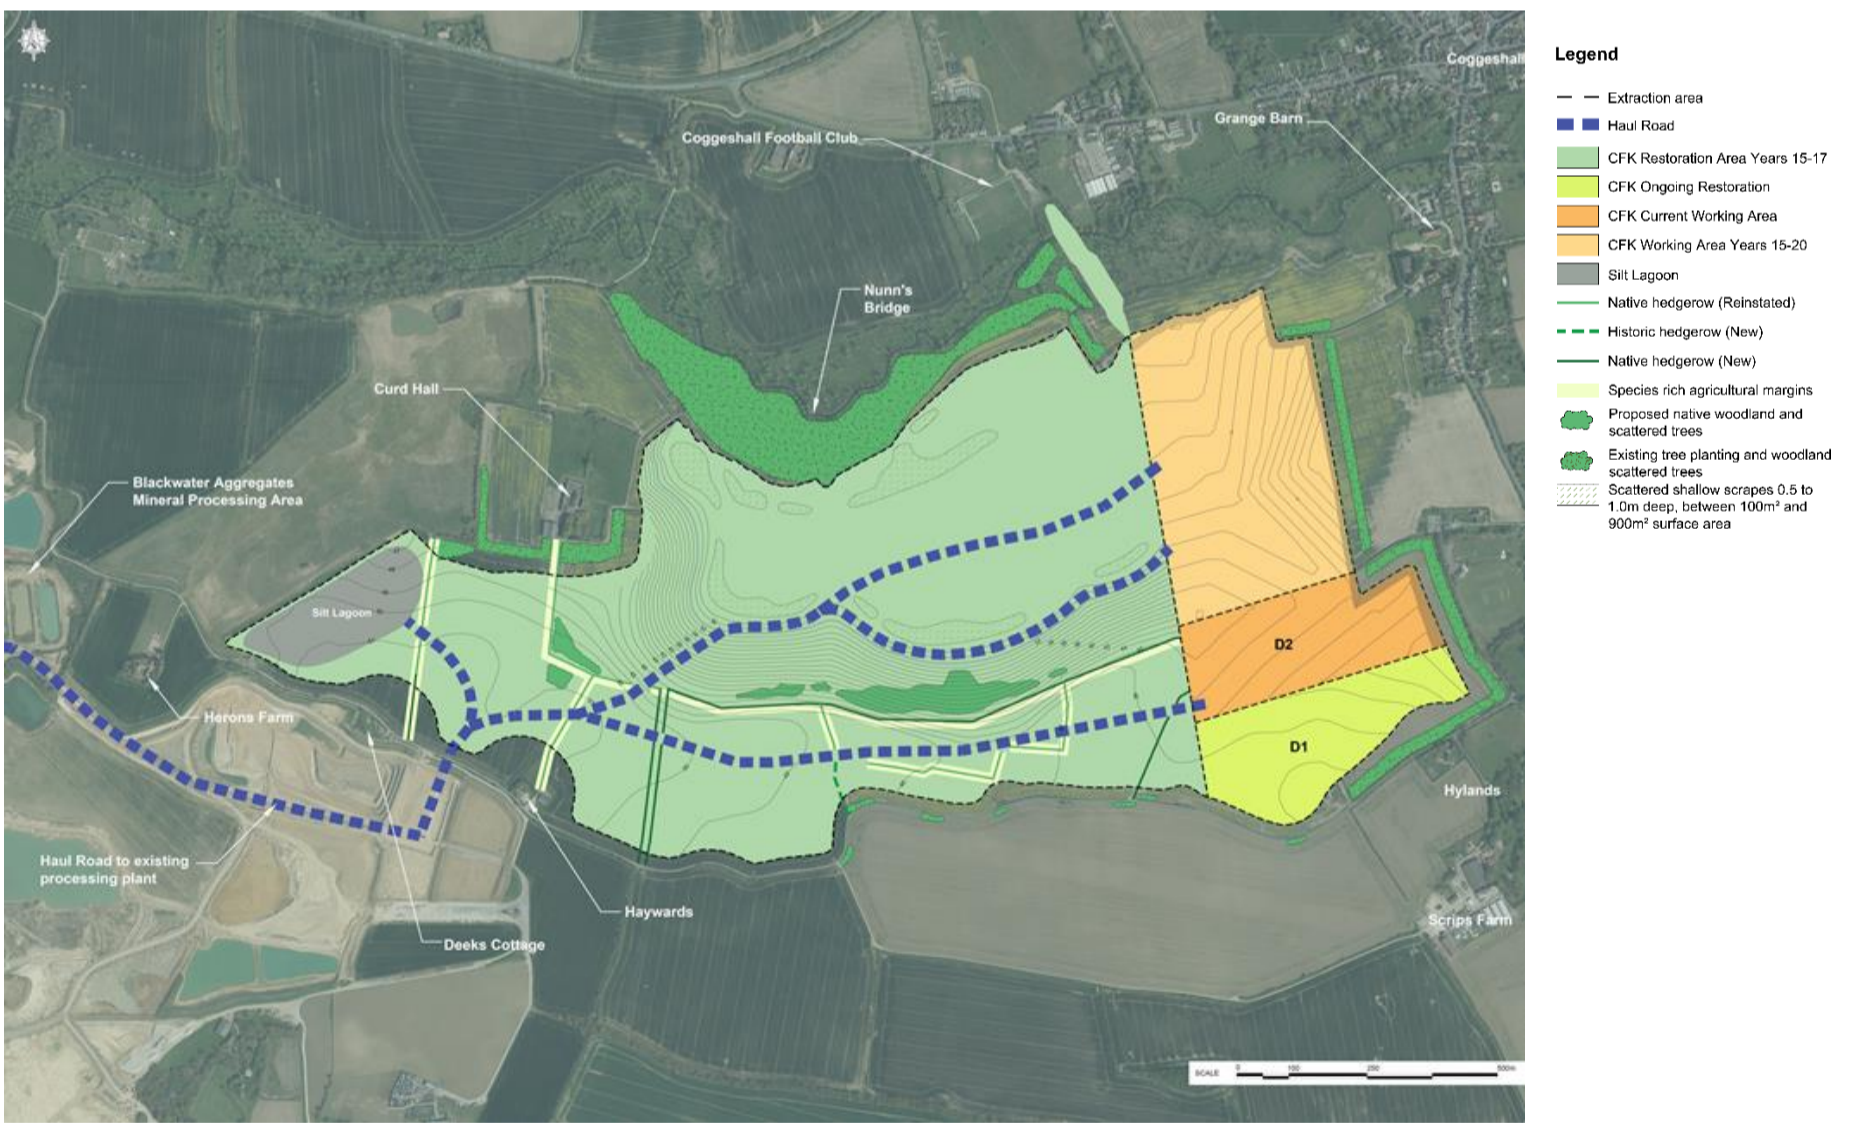 Coggeshall
Grange Barn
Coggeshall Football Club
Nunn's
Bridge
Curd Hall
Blackwater Aggregates
Mineral Processing Area
Silt Lagoon
D2
Herons Farm
D1
Hylands
Haul Road to existing
processing plant
Haywards
Scrips Farm
Deeks Cottage
SCALE 0 100 250 500m
Legend
Extraction area
Haul Road
CFK Restoration Area Years 15-17
CFK Ongoing Restoration
CFK Current Working Area
CFK Working Area Years 15-20
Silt Lagoon
Native hedgerow (Reinstated)
Historic hedgerow (New)
Native hedgerow (New)
Species rich agricultural margins
Proposed native woodland and
scattered trees
Existing tree planting and woodland
scattered trees
Scattered shallow scrapes 0.5 to
1.0m deep, between 100m² and
900m² surface area